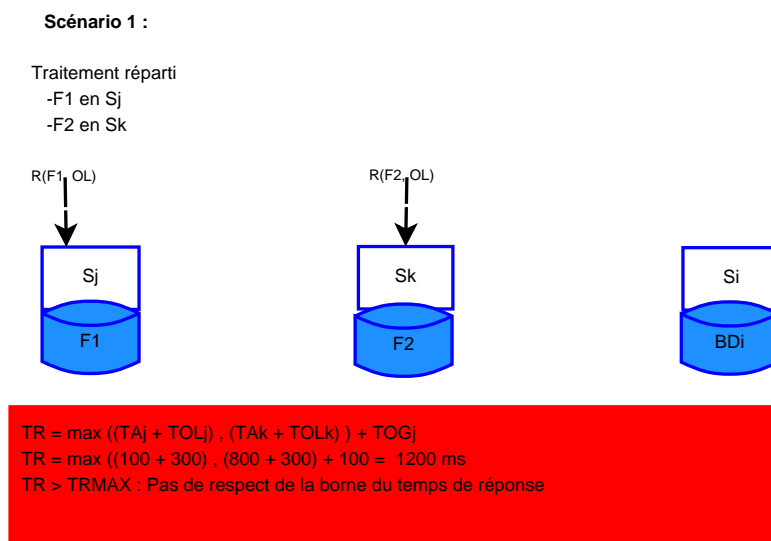 Scénario 1 :
Traitement réparti
-F1 en Sj
-F2 en Sk
R(F1, OL)
R(F2, OL)
Sj
Sk
Si
F1
F2
BDi
TR = max ((TAj + TOLj) , (TAk + TOLk) ) + TOGj
TR = max ((100 + 300) , (800 + 300) + 100 = 1200 ms
TR > TRMAX : Pas de respect de la borne du temps de réponse